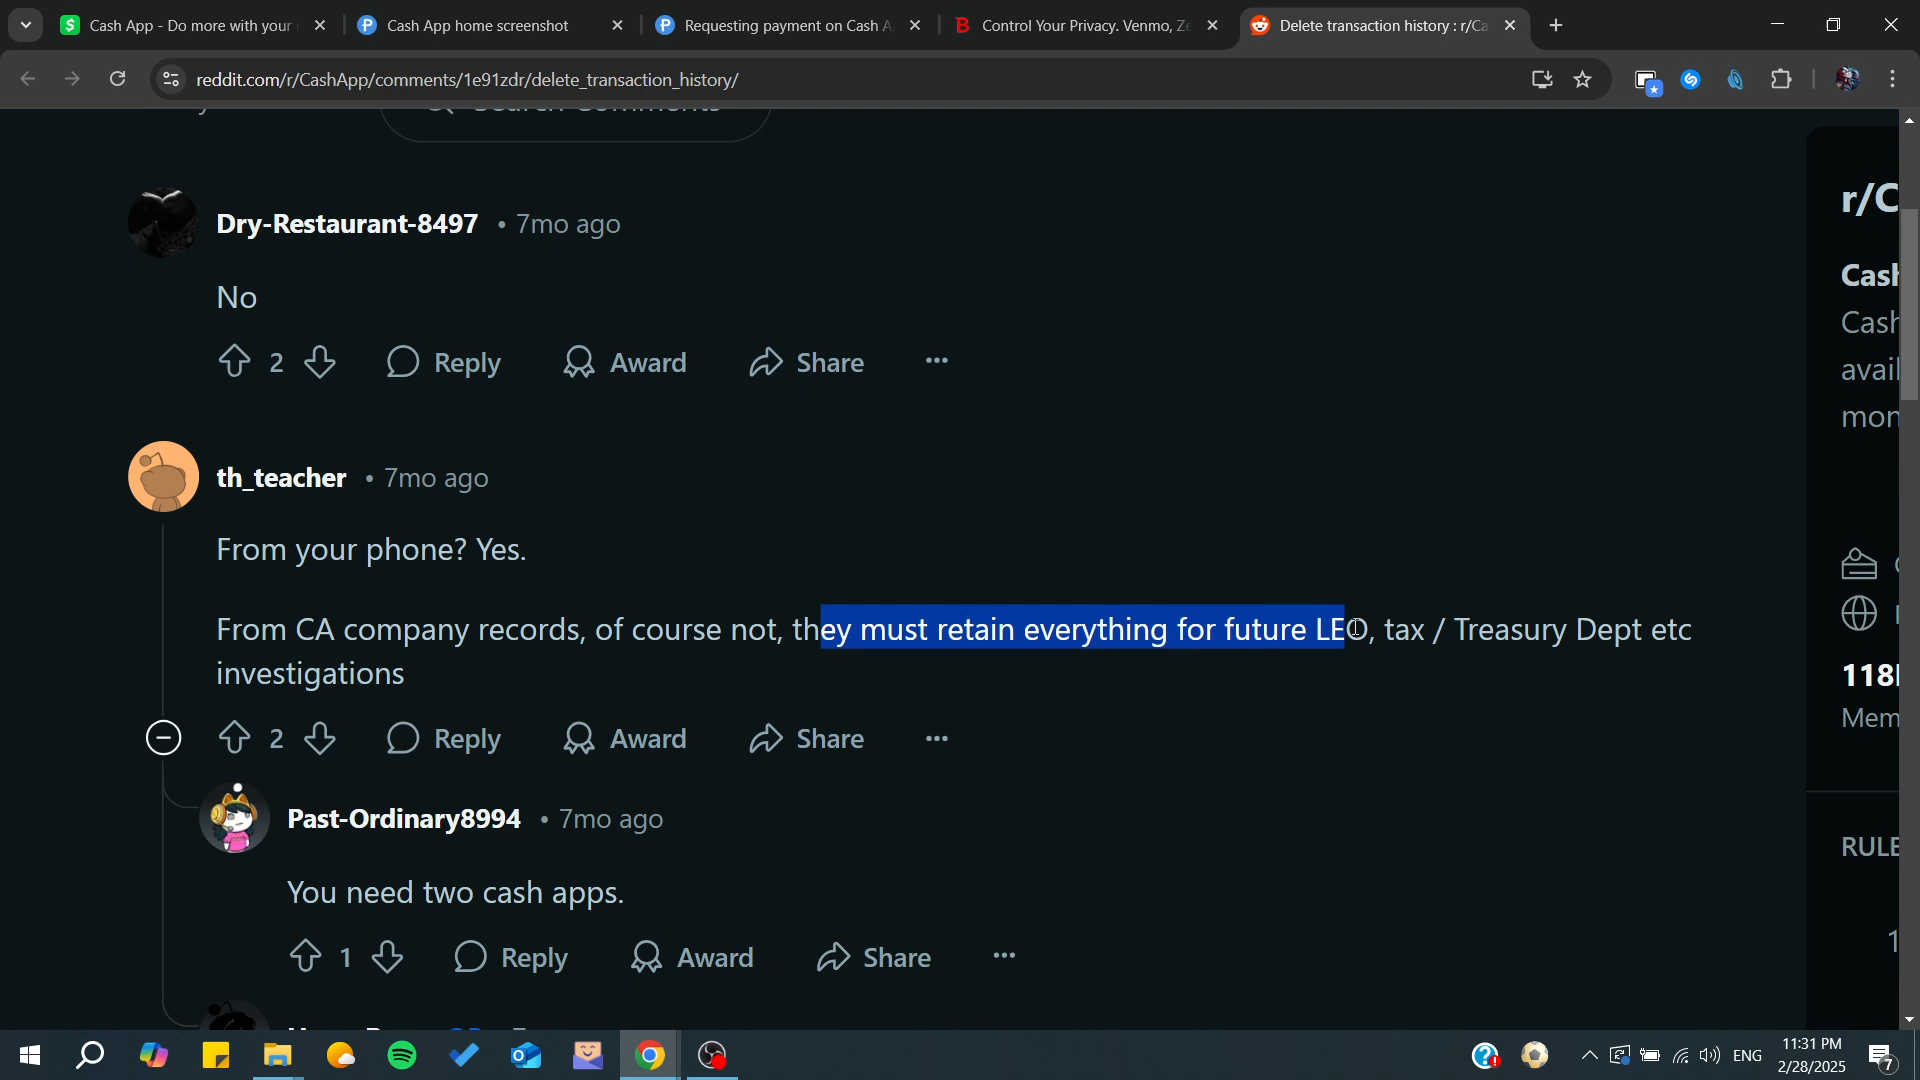 Cash App - Do more with your
Cash App home screenshot
Requesting payment on Cash A
Control Your Privacy. Venmo, Ze
Delete transaction history : r/Ca
reddit.com/r/CashApp/comments/1e91zdr/delete_transaction_history/
Dry-Restaurant-8497 • 7mo ago
No
2 Reply Award Share
th_teacher • 7mo ago
From your phone? Yes.
From CA company records, of course not, they must retain everything for future LEO, tax / Treasury Dept etc
investigations
2 Reply Award Share
Past-Ordinary8994 • 7mo ago
You need two cash apps.
1 Reply Award Share
r/C
Cash
Cash
avail
mon
118
Mem
RULE
1
ENG
11:31 PM
2/28/2025
7